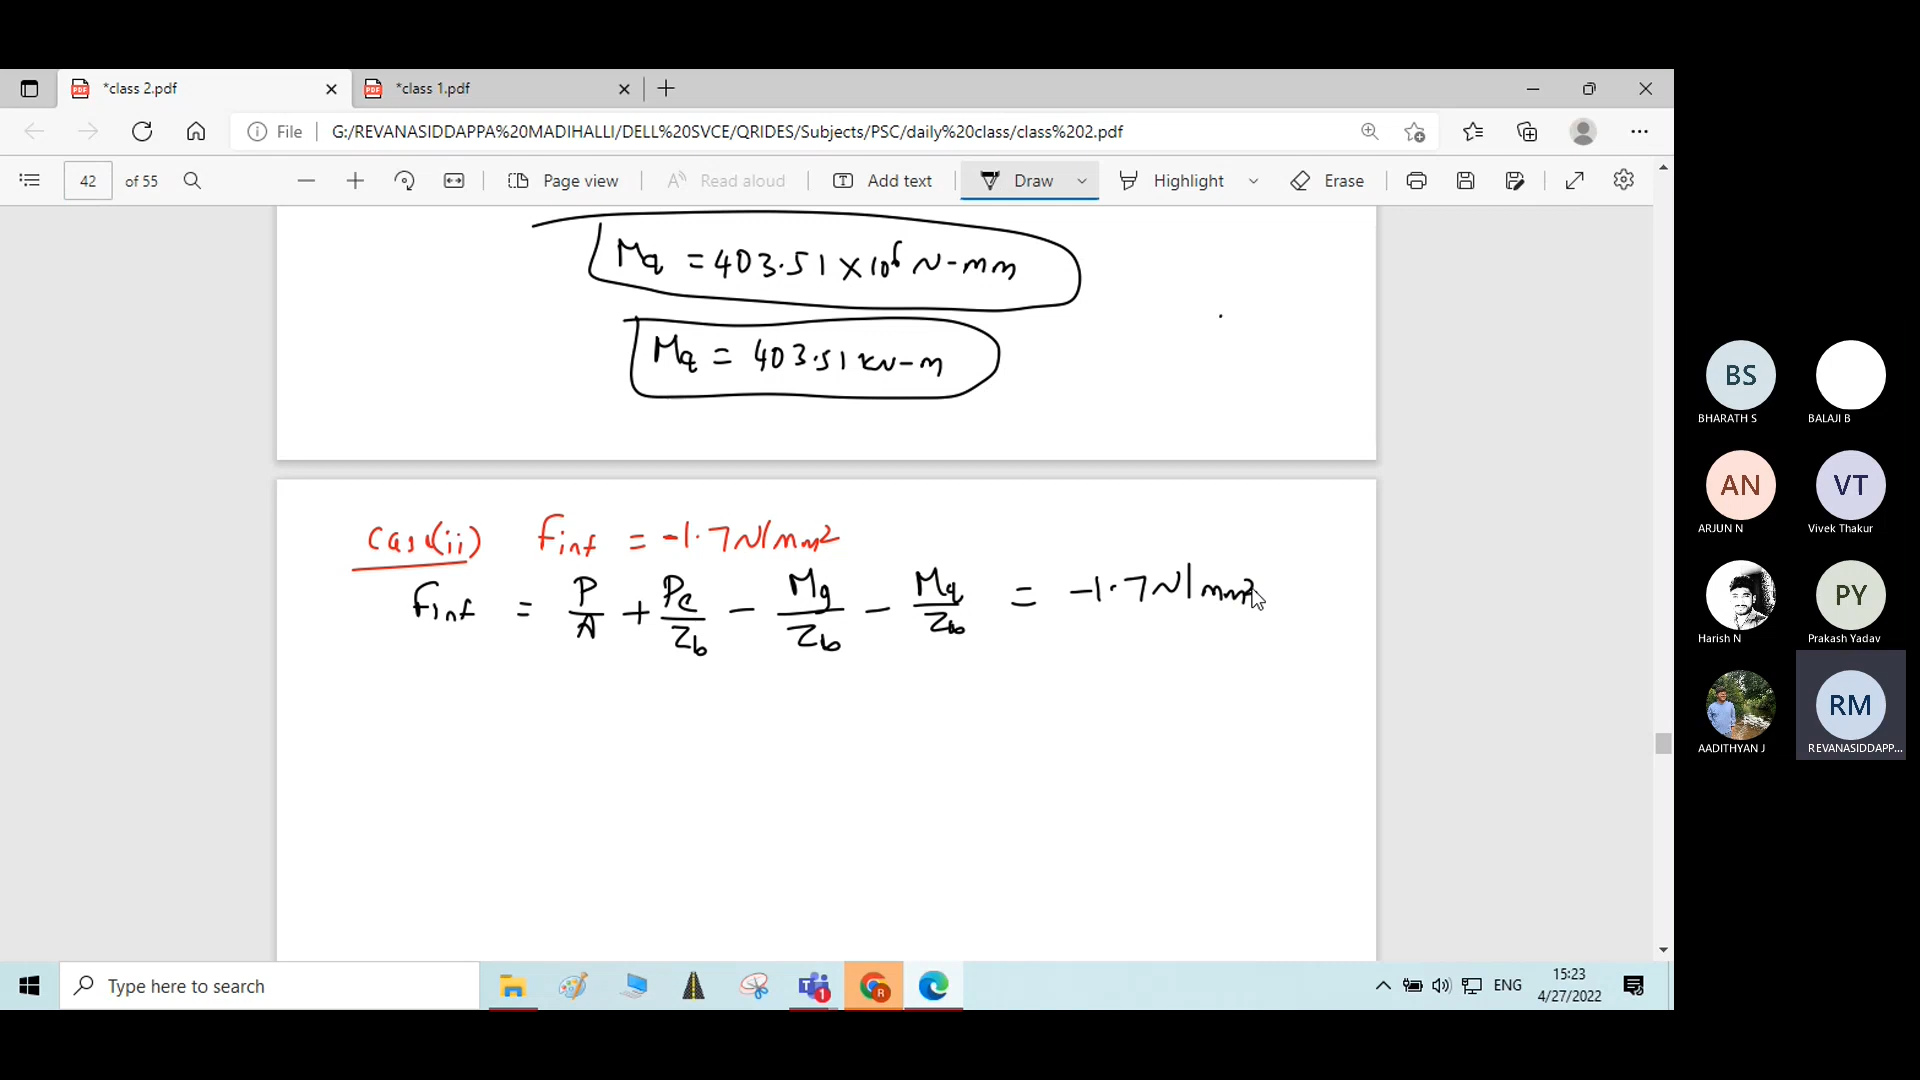 *class 2.pdf
*class 1.pdf
File
G:/REVANASIDDAPPA%20MADIHALLI/DELL%20SVCE/QRIDES/Subjects/PSC/daily%20class/class%202.pdf
42 of 55
Page view
Read aloud
Add text
Draw
Highlight
Erase
Mq = 403.51 × 10⁶ N-mm
Mq = 403.51 kN-m
Case(ii) Finf = -1.7 N/mm²
Finf = P/A + Pe/Zb - Mg/Zb - Mq/Zb = -1.7 N/mm²
BS
BHARATH S
BALAJI B
AN
ARJUN N
VT
Vivek Thakur
Harish N
PY
Prakash Yadav
AADITHYAN J
RM
REVANASIDDAPP...
Type here to search
1
R
ENG
15:23
4/27/2022